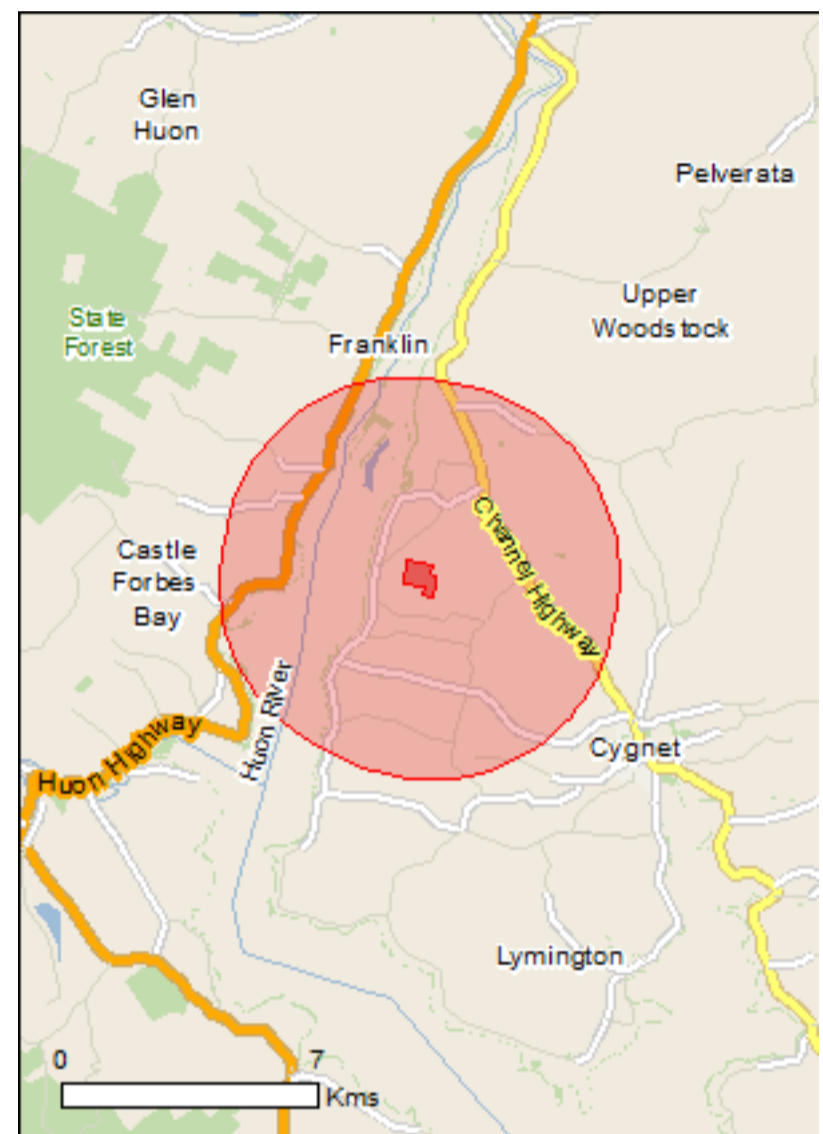 Glen
Huon
Pelverata
Upper
Woodstock
State
Forest
Franklin
Channel Highway
Castle
Forbes
Bay
Huon River
Huon Highway
Cygnet
Lymington
0 7
Kms